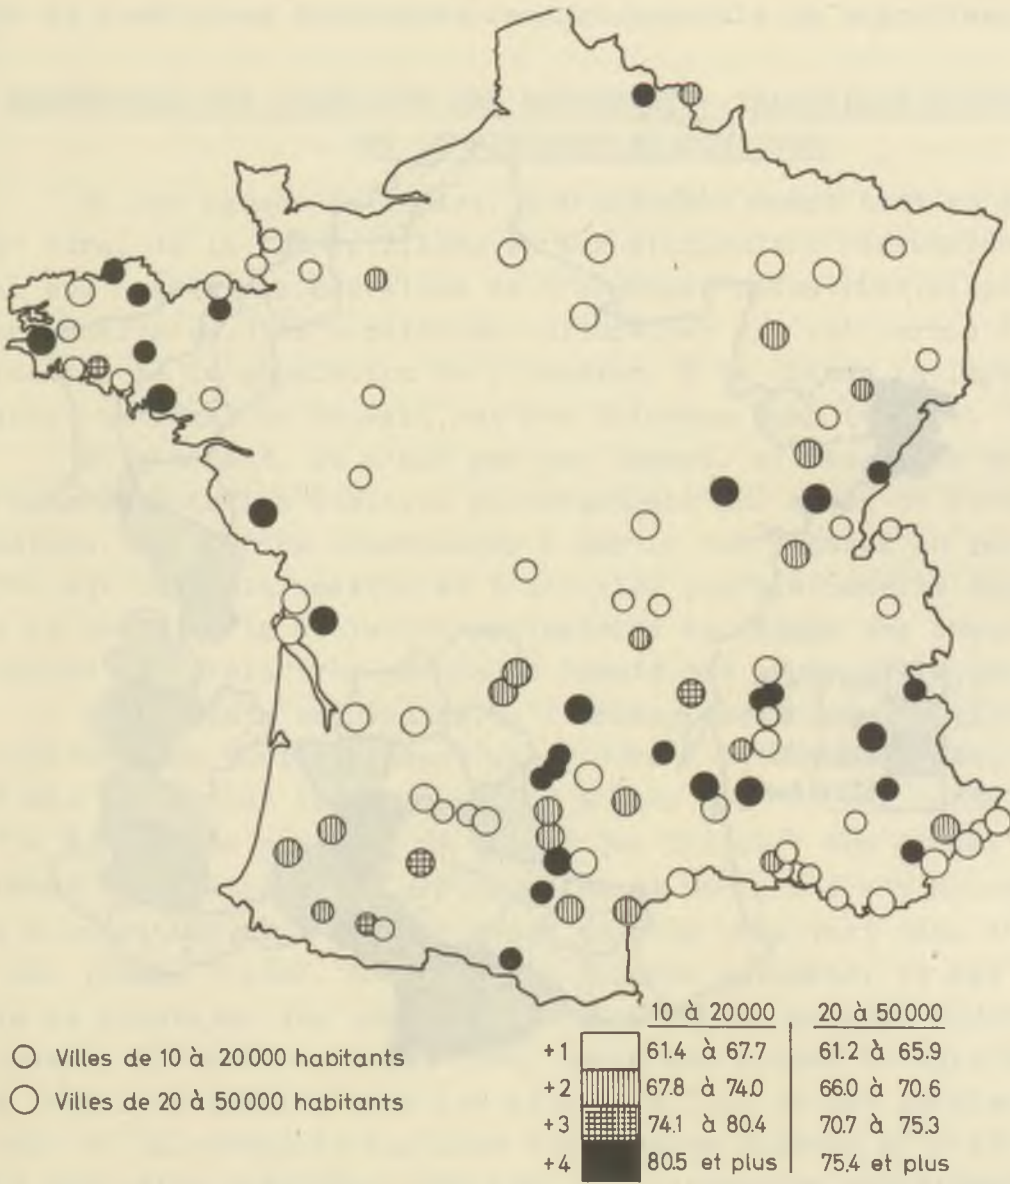 10 à 20000 20 à 50000
○ Villes de 10 à 20000 habitants
○ Villes de 20 à 50000 habitants
+1 61.4 à 67.7 61.2 à 65.9
+2 67.8 à 74.0 66.0 à 70.6
+3 74.1 à 80.4 70.7 à 75.3
+4 80.5 et plus 75.4 et plus